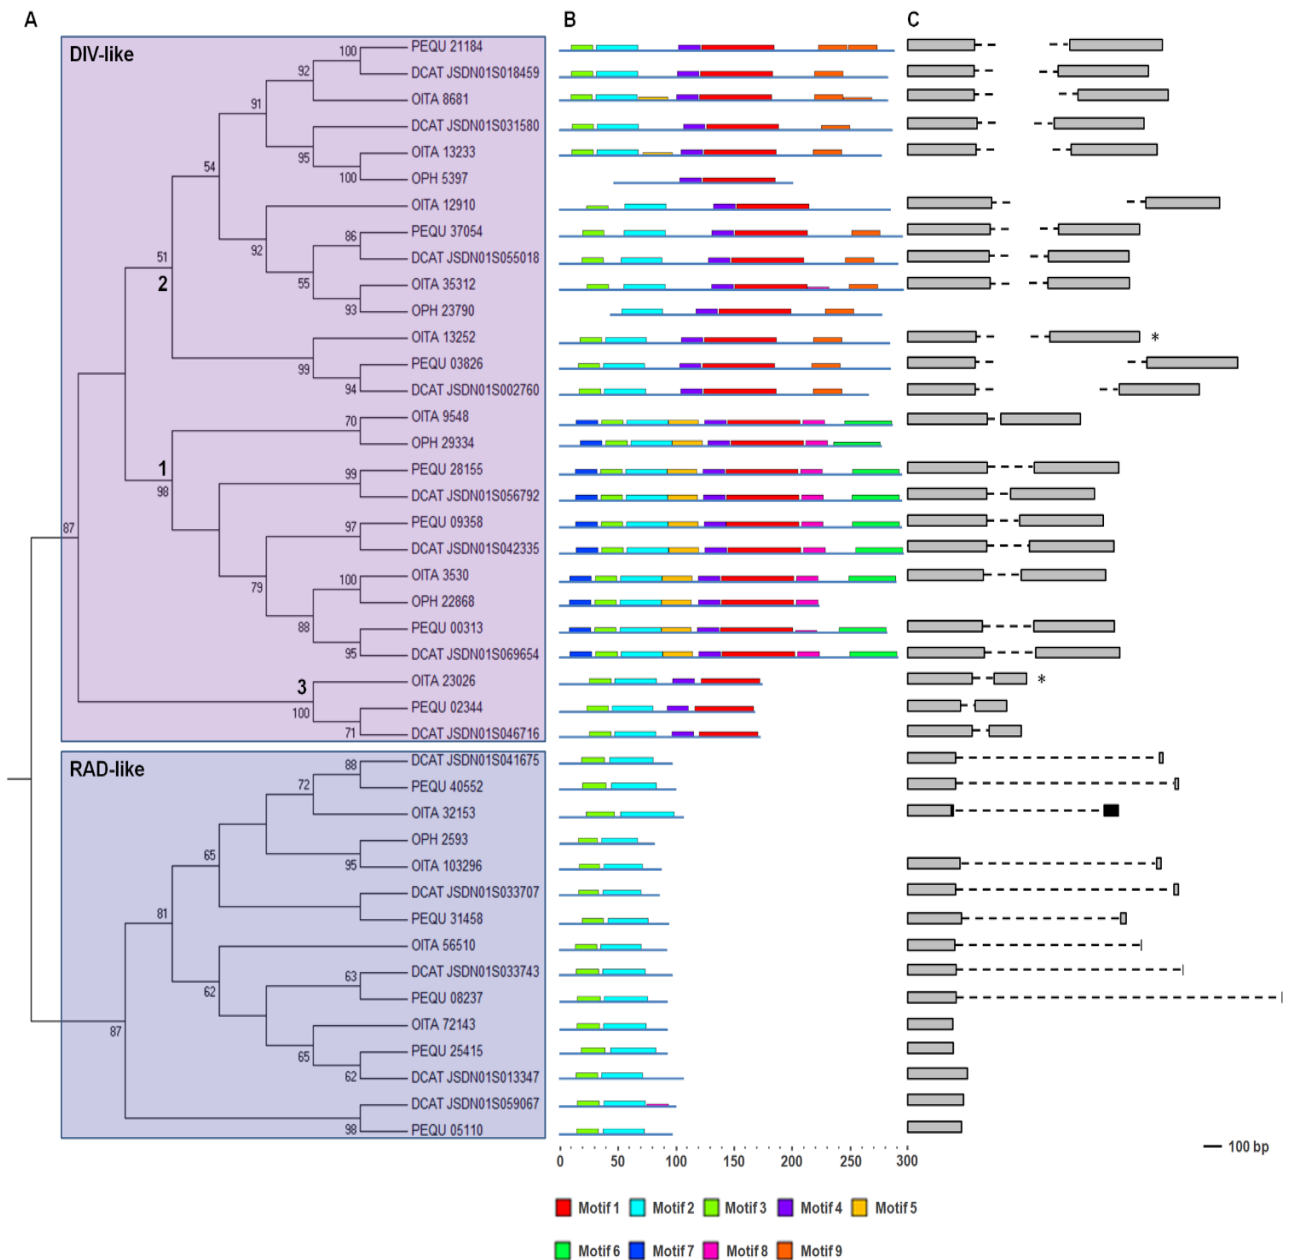 A B C
DIV-like
PEQU 21184
100
DCAT JSDN01S018459
92
OITA 8681
91
DCAT JSDN01S031580
OITA 13233
95
OPH 5397
100
54
OITA 12910
PEQU 37054
86
92
DCAT JSDN01S055018
51
OITA 35312
55
2
OPH 23790
93
OITA 13252 *
PEQU 03826
99
DCAT JSDN01S002760
94
OITA 9548
70
OPH 29334
1
PEQU 28155
99
98
DCAT JSDN01S056792
PEQU 09358
97
87
DCAT JSDN01S042335
OITA 3530
100
79
OPH 22868
88
PEQU 00313
DCAT JSDN01S069654
95
OITA 23026 *
3
PEQU 02344
100
DCAT JSDN01S046716
71
RAD-like
DCAT JSDN01S041675
88
PEQU 40552
72
OITA 32153
OPH 2593
65
OITA 103296
95
DCAT JSDN01S033707
81
PEQU 31458
OITA 56510
DCAT JSDN01S033743
63
62
PEQU 08237
OITA 72143
87
PEQU 25415
65
DCAT JSDN01S013347
62
DCAT JSDN01S059067
PEQU 05110
98
100 bp
0 50 100 150 200 250 300
Motif 1 Motif 2 Motif 3 Motif 4 Motif 5
Motif 6 Motif 7 Motif 8 Motif 9